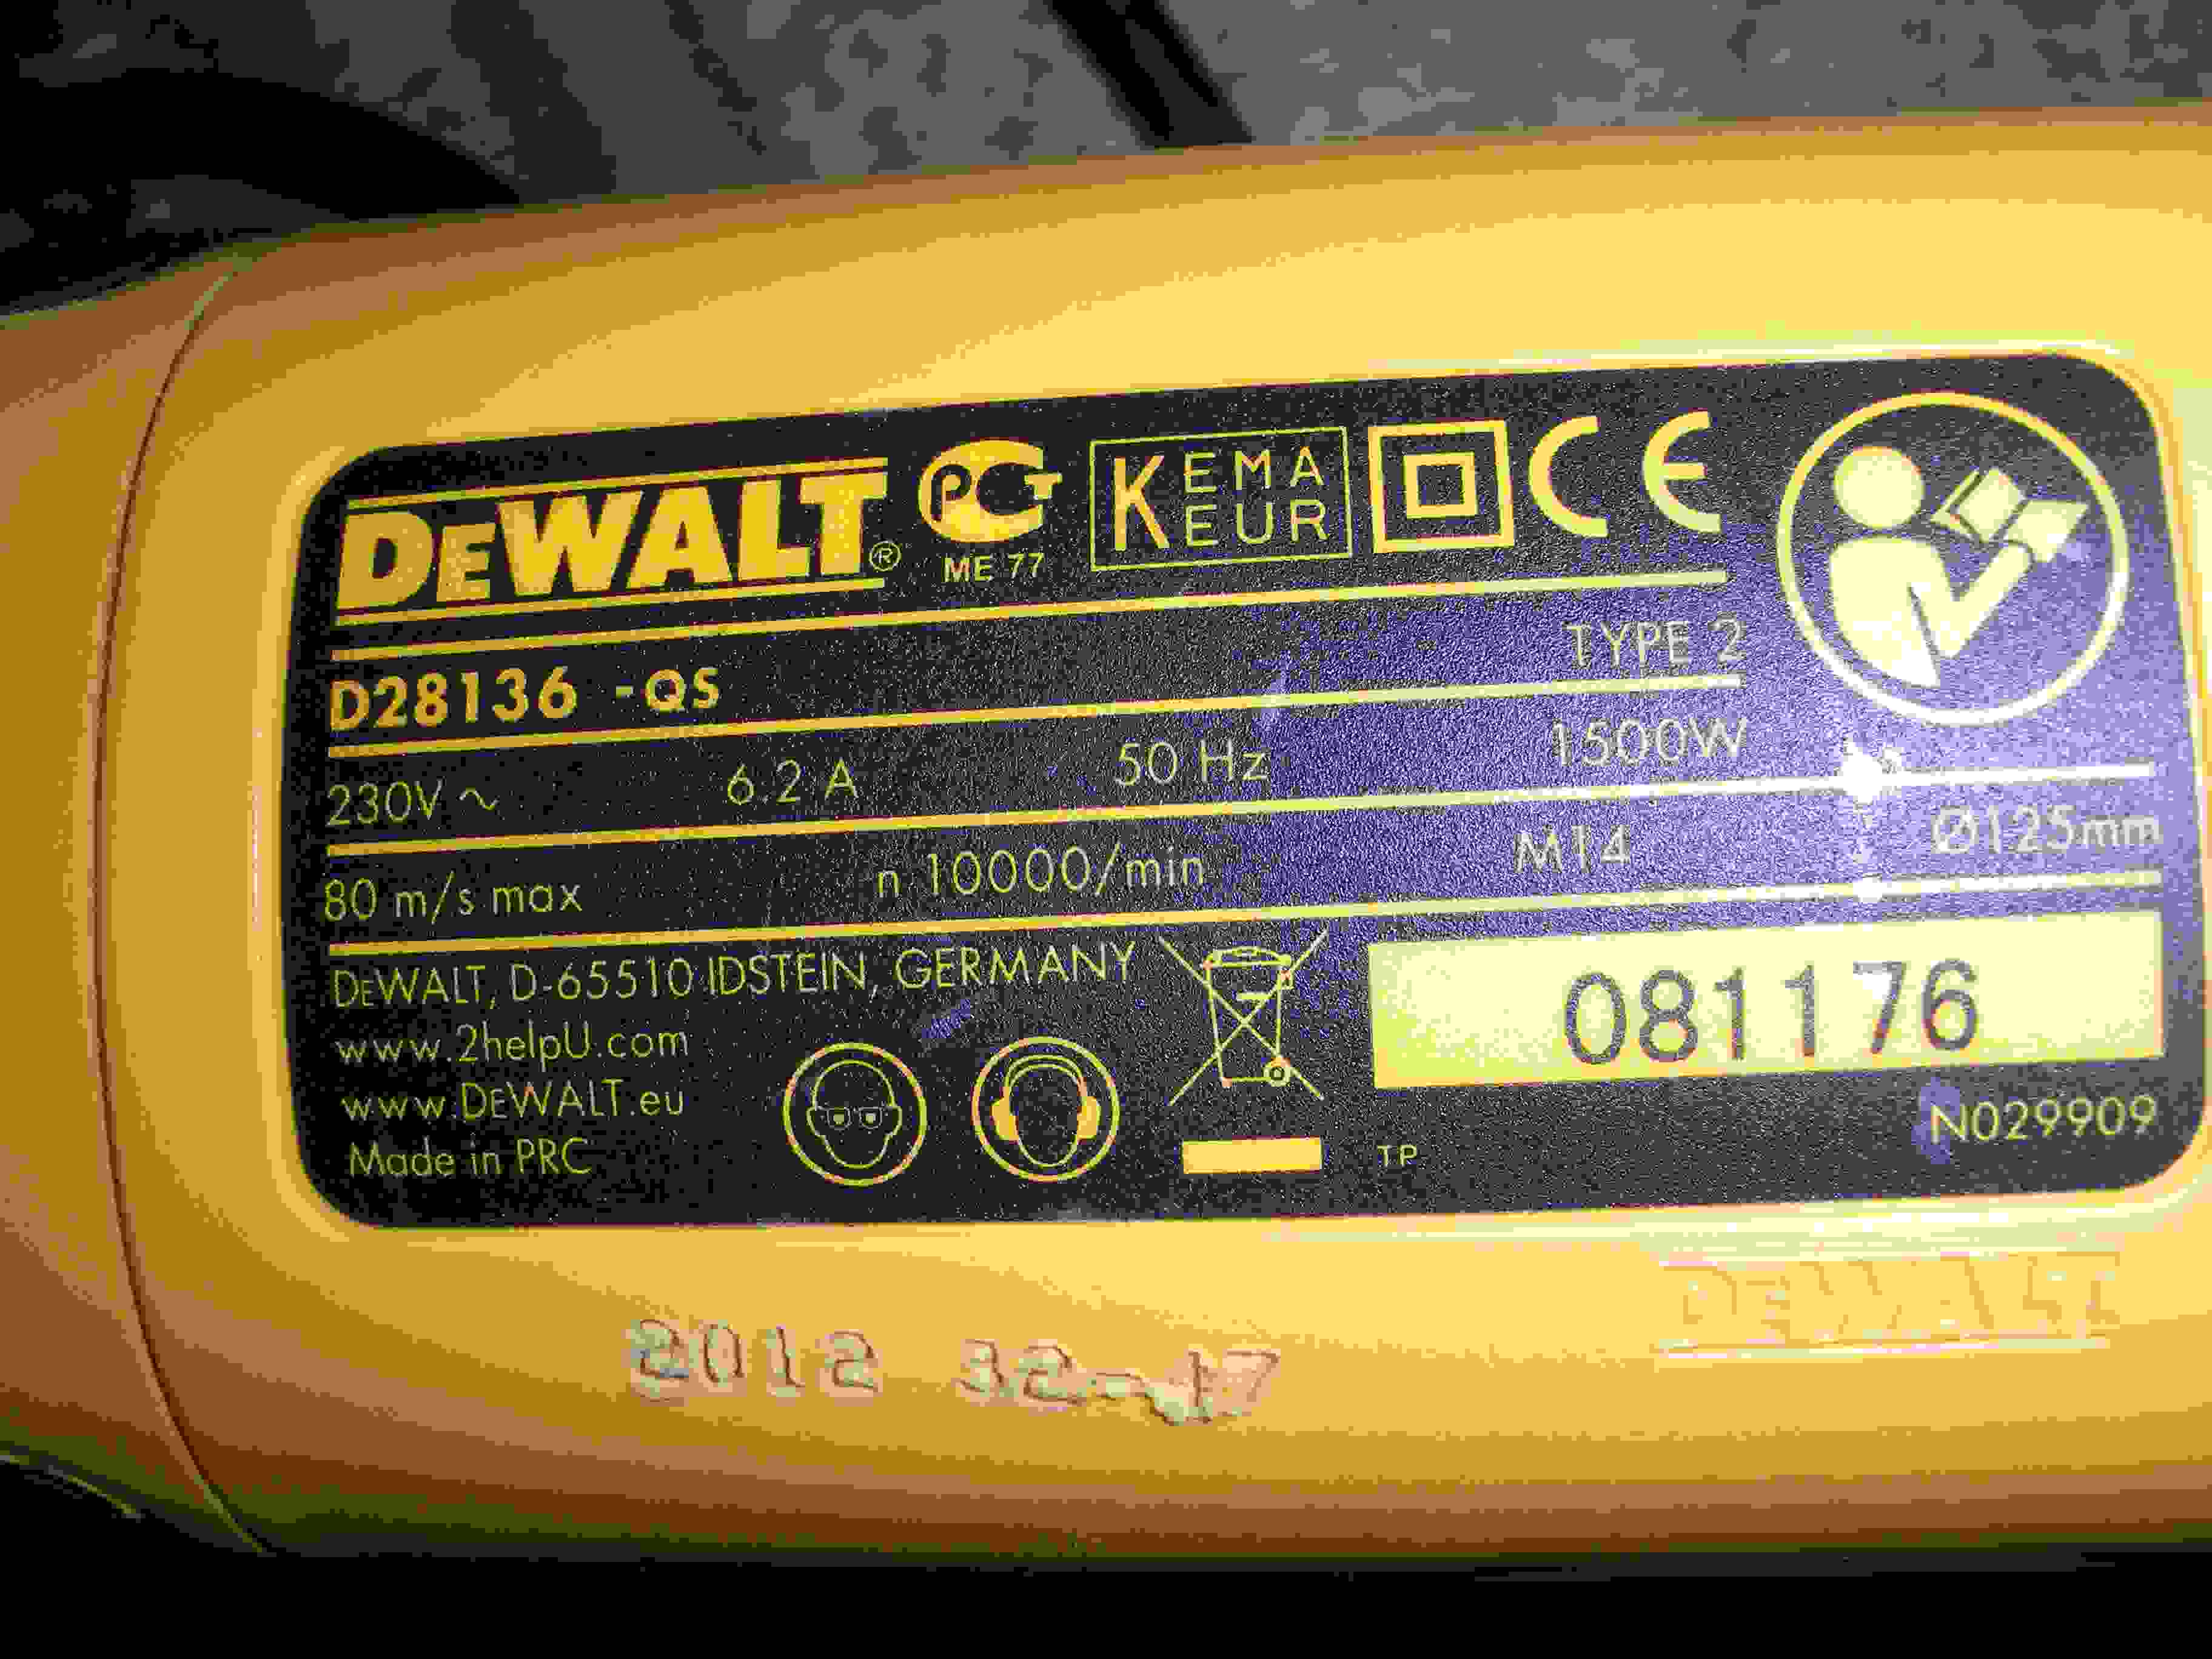 DEWALT® PCT ME 77 KEMA KEUR CE
D28136 -QS TYPE 2
230V ~ 6.2 A 50 Hz 1500W
80 m/s max n 10000/min M14 Ø125mm
DEWALT, D-65510 IDSTEIN, GERMANY
www.2helpU.com
www.DEWALT.eu
Made in PRC
081176
TP
N029909
DEWALT
2012 32-17